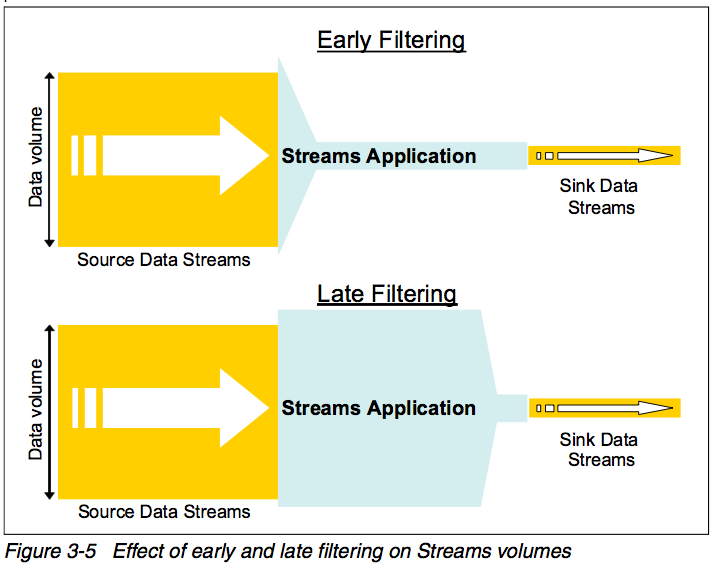 Early Filtering
Data volume
Streams Application
Sink Data
Streams
Source Data Streams
Late Filtering
Data volume
Streams Application
Sink Data
Streams
Source Data Streams
Figure 3-5 Effect of early and late filtering on Streams volumes